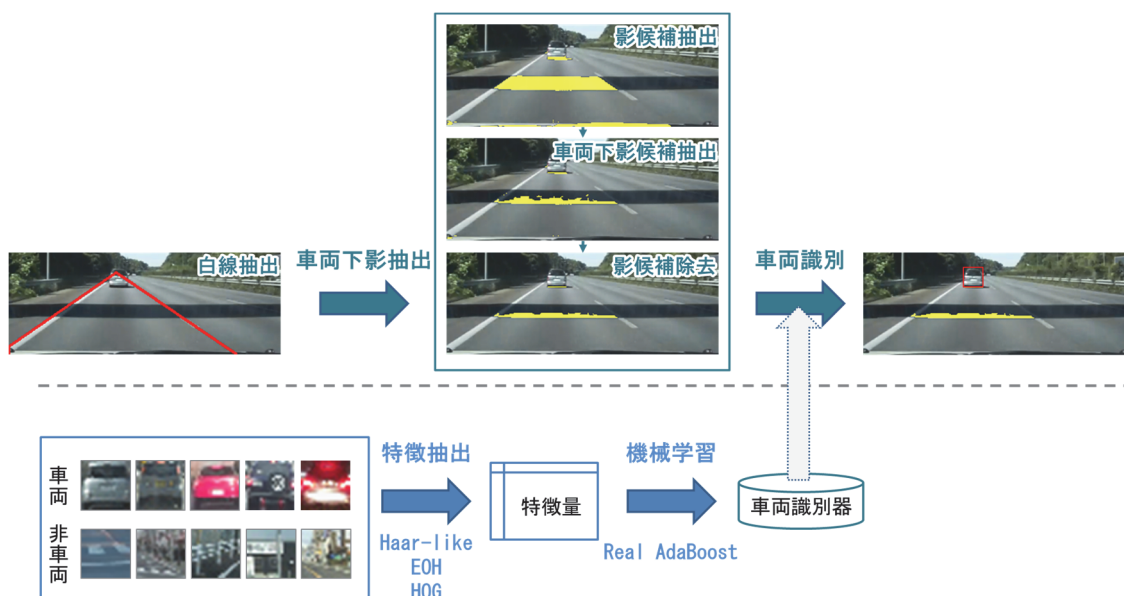 影候補抽出
車両下影候補抽出
影候補除去
白線抽出
車両下影抽出
車両識別
車両
非車両
特徴抽出
Haar-like
EOH
HOG
特徴量
機械学習
Real AdaBoost
車両識別器